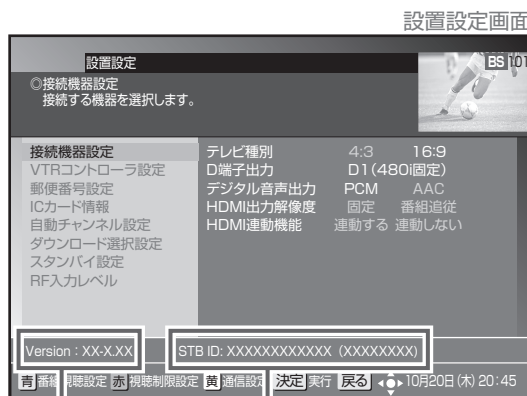 設置設定画面
設置設定
BS 101
◎接続機器設定
接続する機器を選択します。
接続機器設定
VTRコントローラ設定
郵便番号設定
ICカード情報
自動チャンネル設定
ダウンロード選択設定
スタンバイ設定
RF入力レベル
テレビ種別 4:3 16:9
D端子出力 D1(480i固定)
デジタル音声出力 PCM AAC
HDMI出力解像度 固定 番組追従
HDMI連動機能 連動する 連動しない
Version：XX-X.XX
STB ID: XXXXXXXXXXXX (XXXXXXXX)
青 番組視聴設定 赤 視聴制限設定 黄 通信設定 決定 実行 戻る 10月20日(木) 20:45